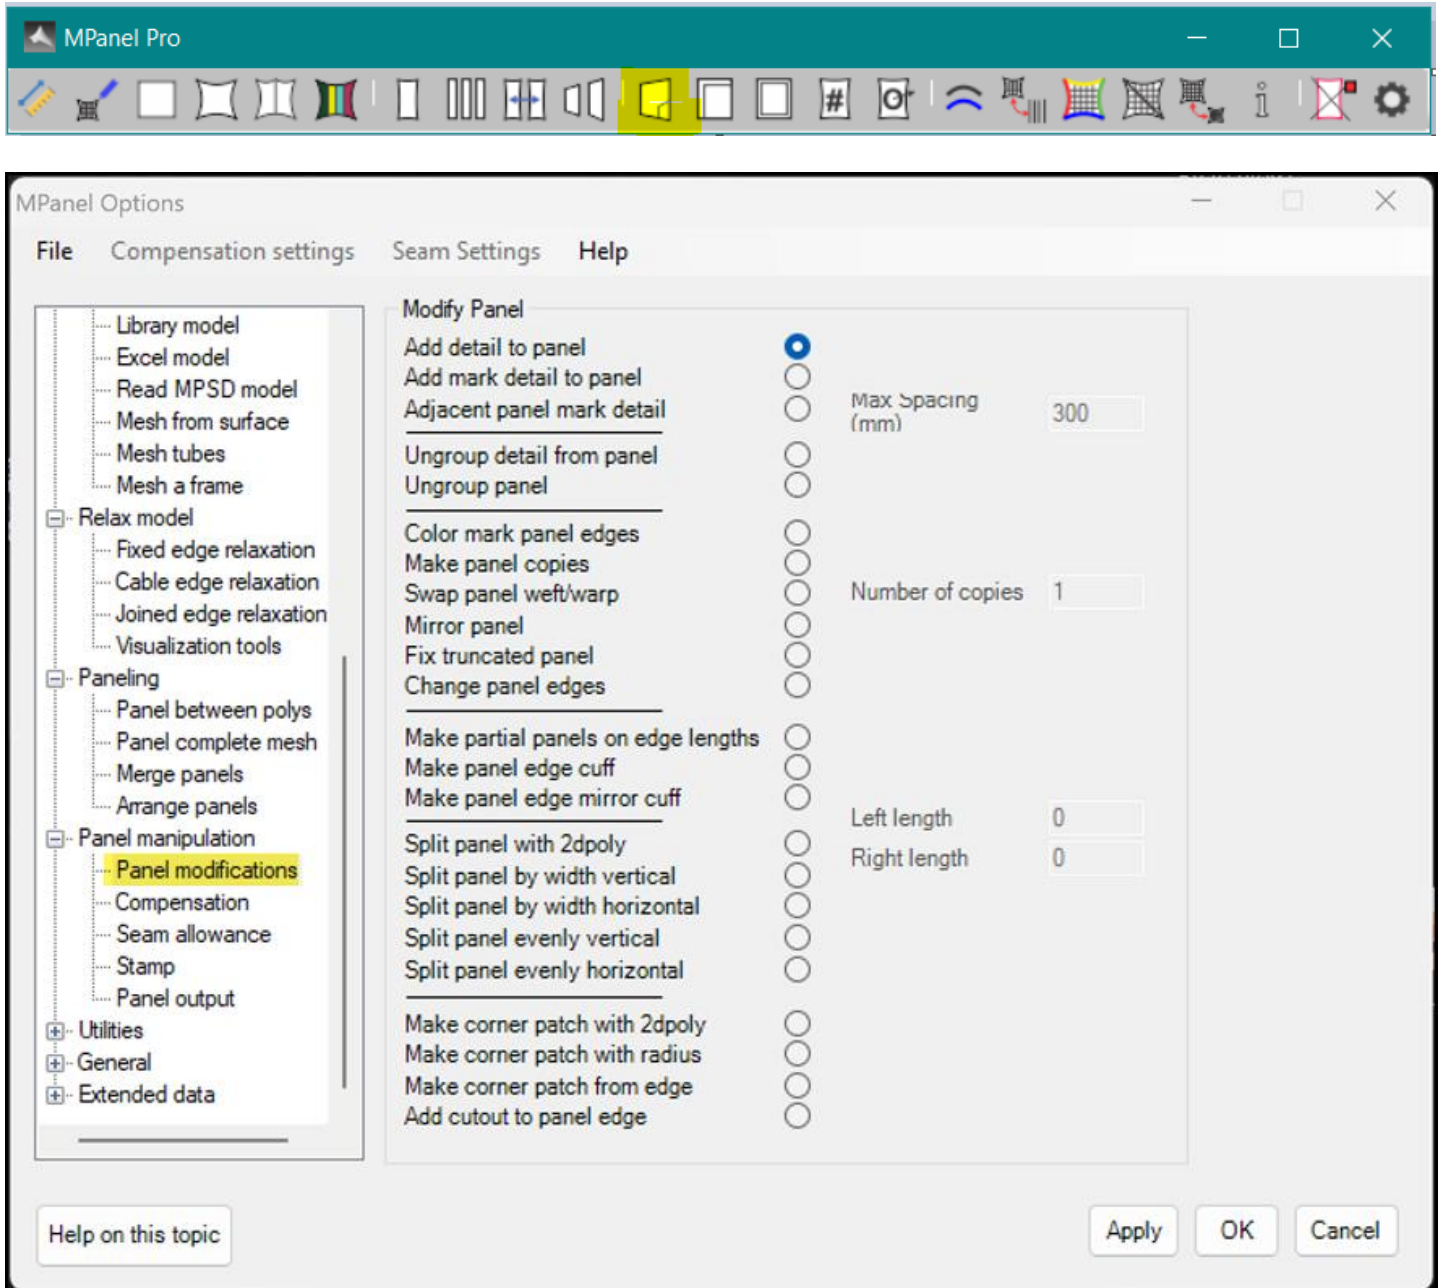 MPanel Pro
#
MPanel Options
File Compensation settings Seam Settings Help
Library model
Excel model
Read MPSD model
Mesh from surface
Mesh tubes
Mesh a frame
Relax model
Fixed edge relaxation
Cable edge relaxation
Joined edge relaxation
Visualization tools
Paneling
Panel between polys
Panel complete mesh
Merge panels
Arrange panels
Panel manipulation
Panel modifications
Compensation
Seam allowance
Stamp
Panel output
Utilities
General
Extended data
Modify Panel
Add detail to panel
Add mark detail to panel
Adjacent panel mark detail
Max Spacing
(mm)
300
Ungroup detail from panel
Ungroup panel
Color mark panel edges
Make panel copies
Swap panel weft/warp
Number of copies 1
Mirror panel
Fix truncated panel
Change panel edges
Make partial panels on edge lengths
Make panel edge cuff
Make panel edge mirror cuff
Left length 0
Right length 0
Split panel with 2dpoly
Split panel by width vertical
Split panel by width horizontal
Split panel evenly vertical
Split panel evenly horizontal
Make corner patch with 2dpoly
Make corner patch with radius
Make corner patch from edge
Add cutout to panel edge
Help on this topic
Apply OK Cancel